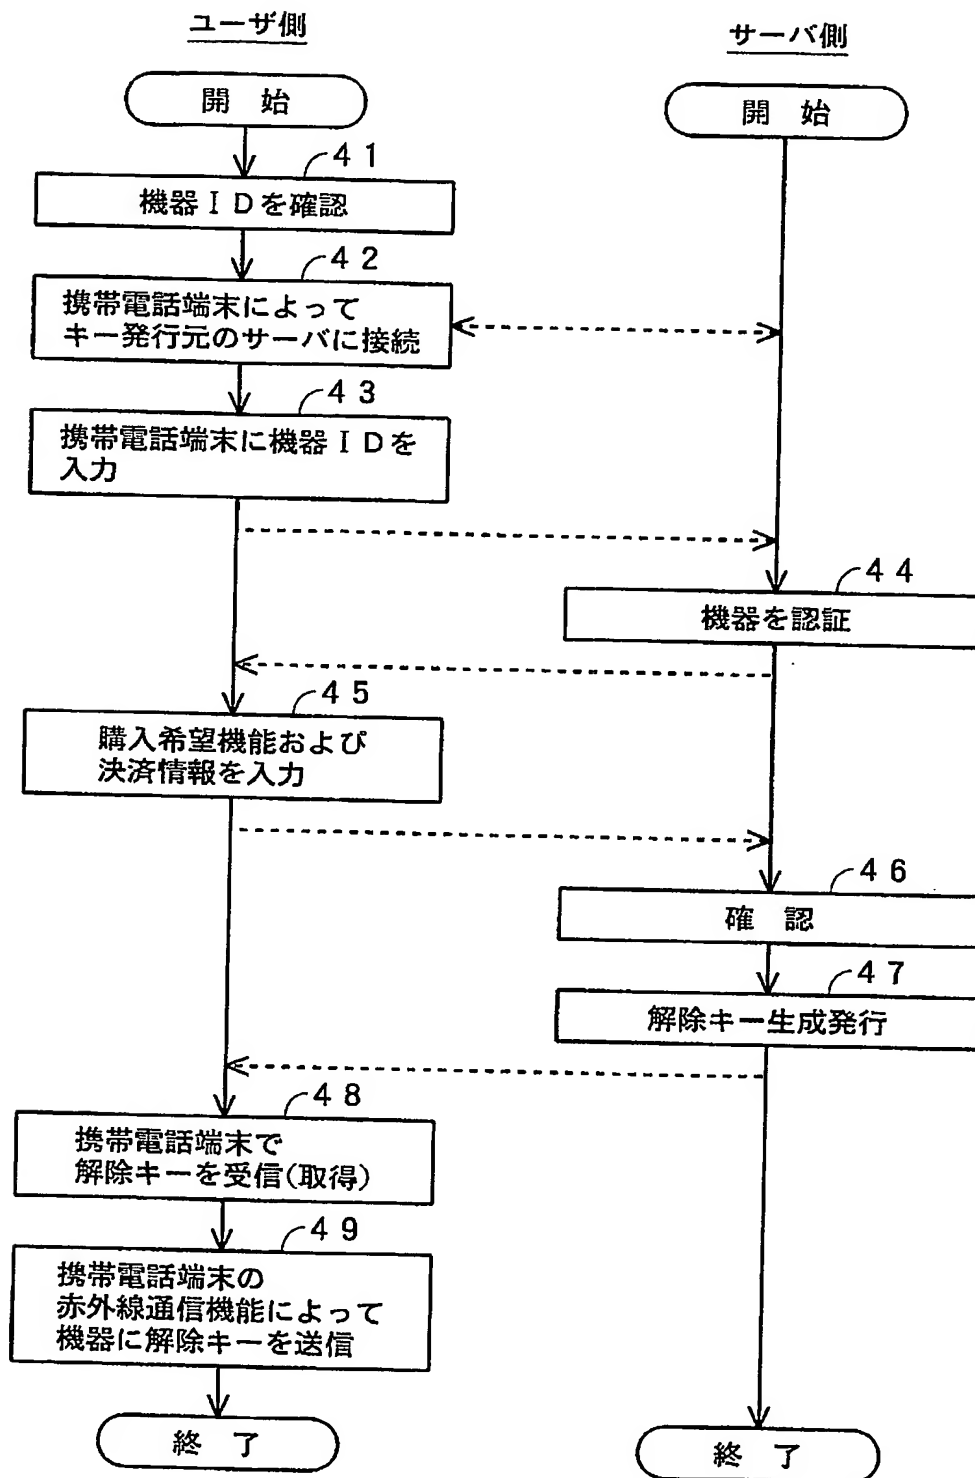 ユーザ側
サーバ側
開 始
開 始
41
機器IDを確認
42
携帯電話端末によって
キー発行元のサーバに接続
43
携帯電話端末に機器IDを
入力
44
機器を認証
45
購入希望機能および
決済情報を入力
46
確 認
47
解除キー生成発行
48
携帯電話端末で
解除キーを受信(取得)
49
携帯電話端末の
赤外線通信機能によって
機器に解除キーを送信
終 了
終 了